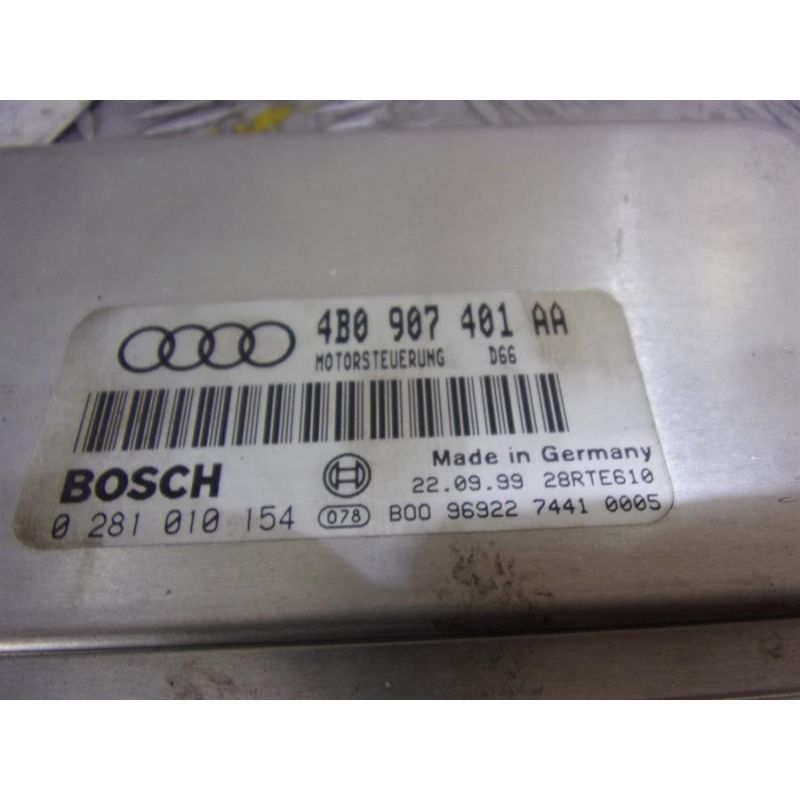 4B0 907 401 AA
MOTORSTEUERUNG D66
Made in Germany
BOSCH 22.09.99 28RTE610
0 281 010 154 078 B00 96922 7441 0005